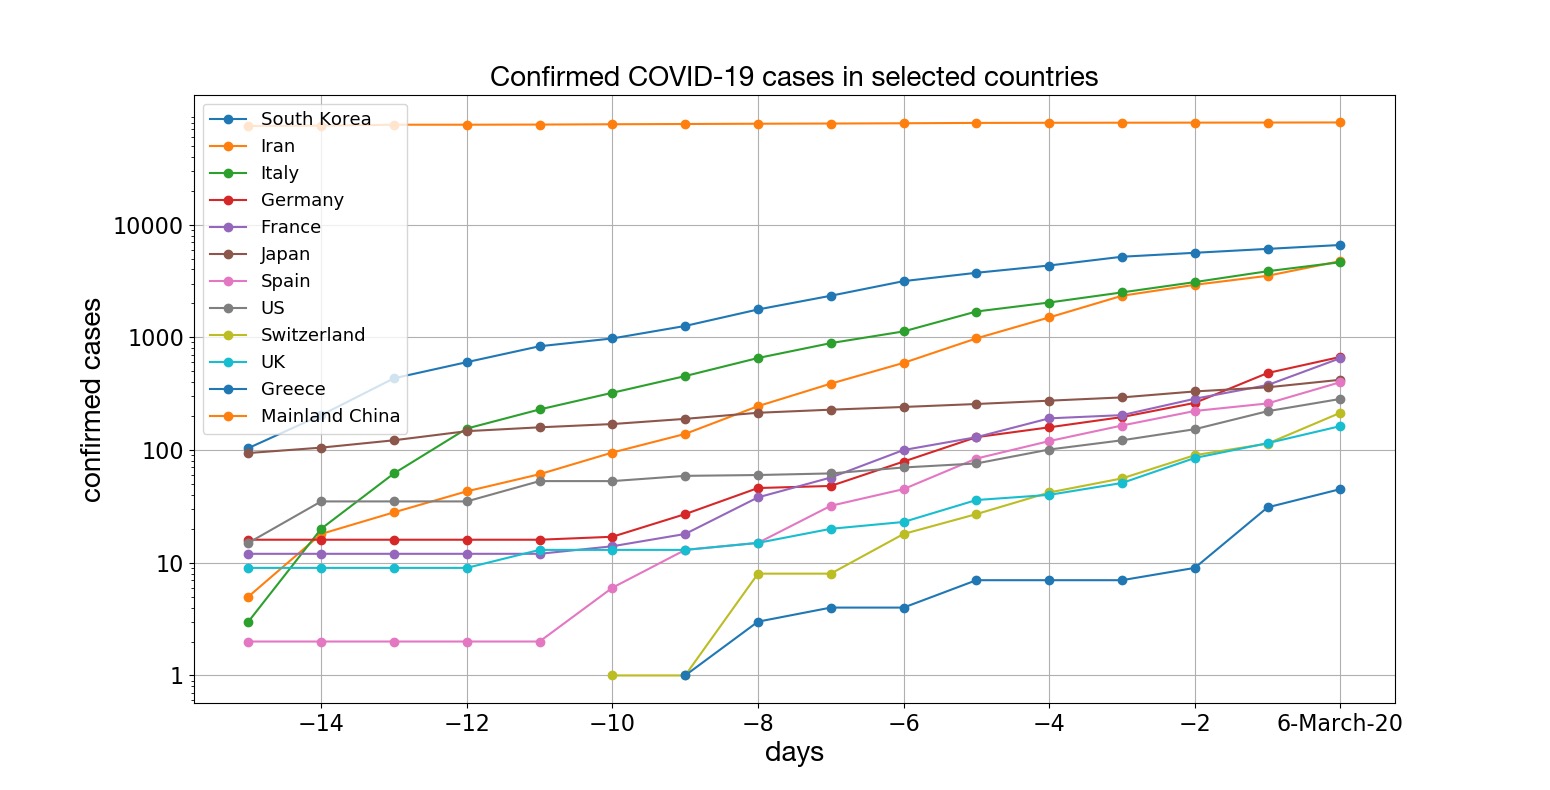 Confirmed COVID-19 cases in selected countries
South Korea
Iran
Italy
Germany
France
Japan
Spain
US
Switzerland
UK
Greece
Mainland China
confirmed cases
10000
1000
100
10
1
−14 −12 −10 −8 −6 −4 −2 6-March-20
days